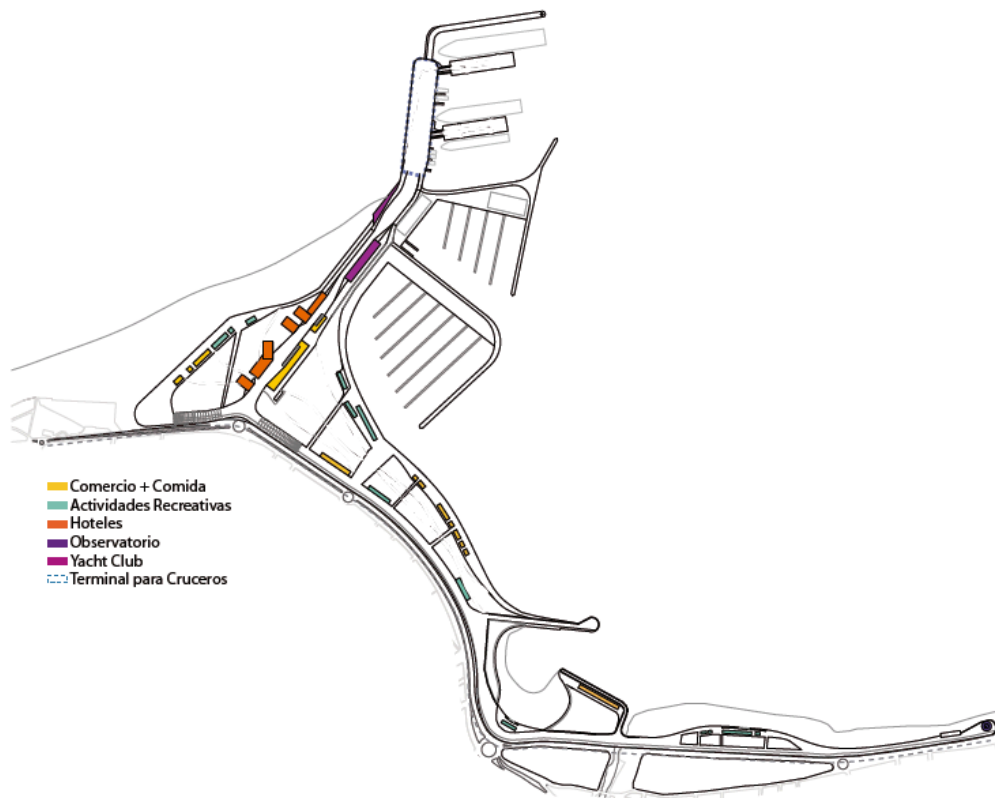 Comercio + Comida
Actividades Recreativas
Hoteles
Observatorio
Yacht Club
Terminal para Cruceros